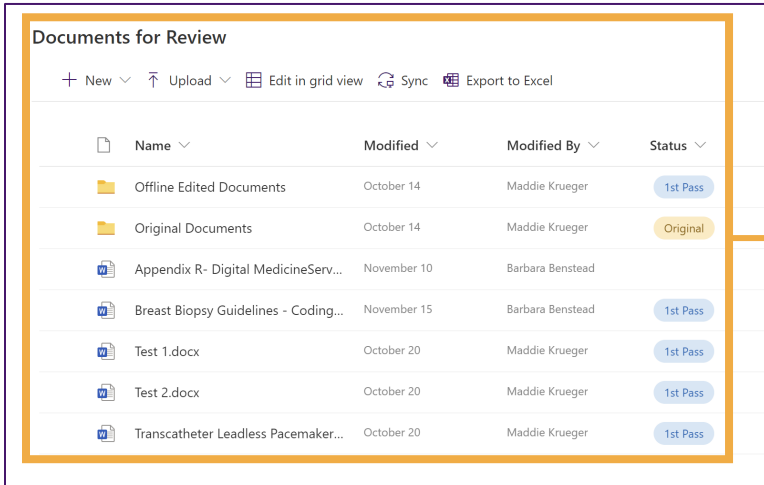 Documents for Review
New Upload Edit in grid view Sync Export to Excel
Name Modified Modified By Status
Offline Edited Documents October 14 Maddie Krueger 1st Pass
Original Documents October 14 Maddie Krueger Original
Appendix R- Digital MedicineServ... November 10 Barbara Benstead
Breast Biopsy Guidelines - Coding... November 15 Barbara Benstead 1st Pass
Test 1.docx October 20 Maddie Krueger 1st Pass
Test 2.docx October 20 Maddie Krueger 1st Pass
Transcatheter Leadless Pacemaker... October 20 Maddie Krueger 1st Pass